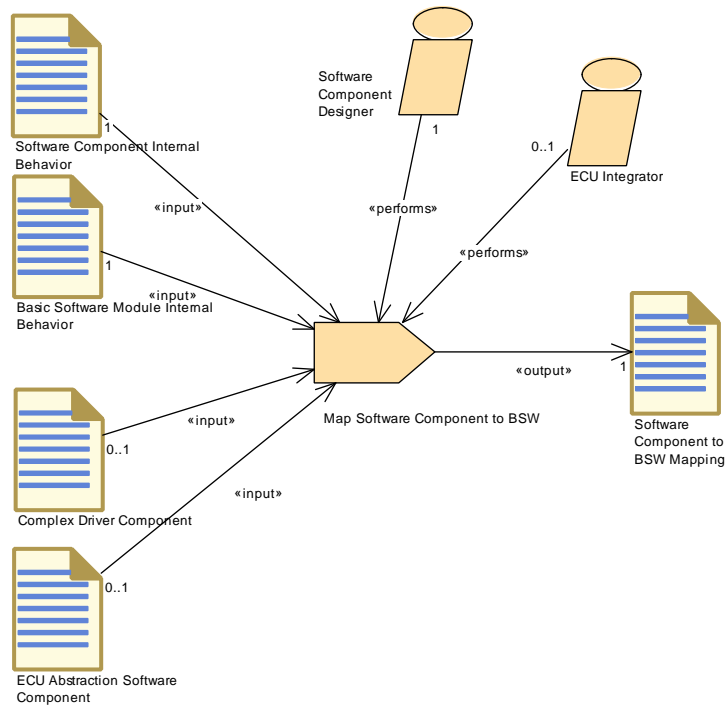 Software
Component
Designer
1
0..1
ECU Integrator
1
Software Component Internal
Behavior
«input»
«performs»
«performs»
1
«input»
Basic Software Module Internal
Behavior
«output»
1
Map Software Component to BSW
Software
Component to
BSW Mapping
«input»
0..1
Complex Driver Component
«input»
0..1
ECU Abstraction Software
Component